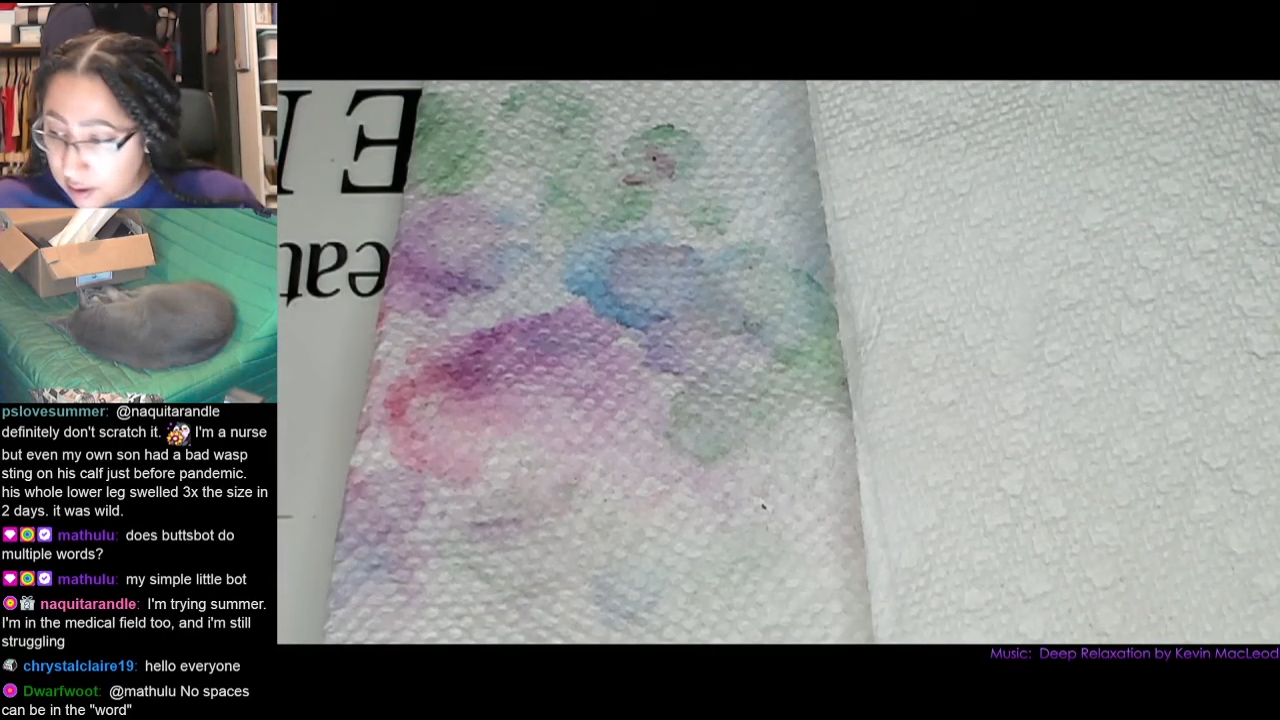 pslovesummer: @naquitarandle
definitely don't scratch it. I'm a nurse
but even my own son had a bad wasp
sting on his calf just before pandemic.
his whole lower leg swelled 3x the size in
2 days. it was wild.
mathulu: does buttsbot do
multiple words?
mathulu: my simple little bot
naquitarandle: I'm trying summer.
I'm in the medical field too, and i'm still
struggling
chrystalclaire19: hello everyone
Dwarfwoot: @mathulu No spaces
can be in the "word"
Music: Deep Relaxation by Kevin MacLeod